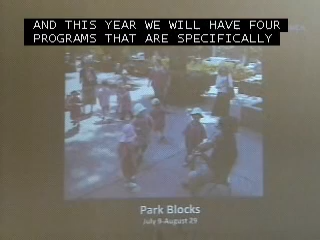 AND THIS YEAR WE WILL HAVE FOUR
PROGRAMS THAT ARE SPECIFICALLY
Park Blocks
July 9-August 29